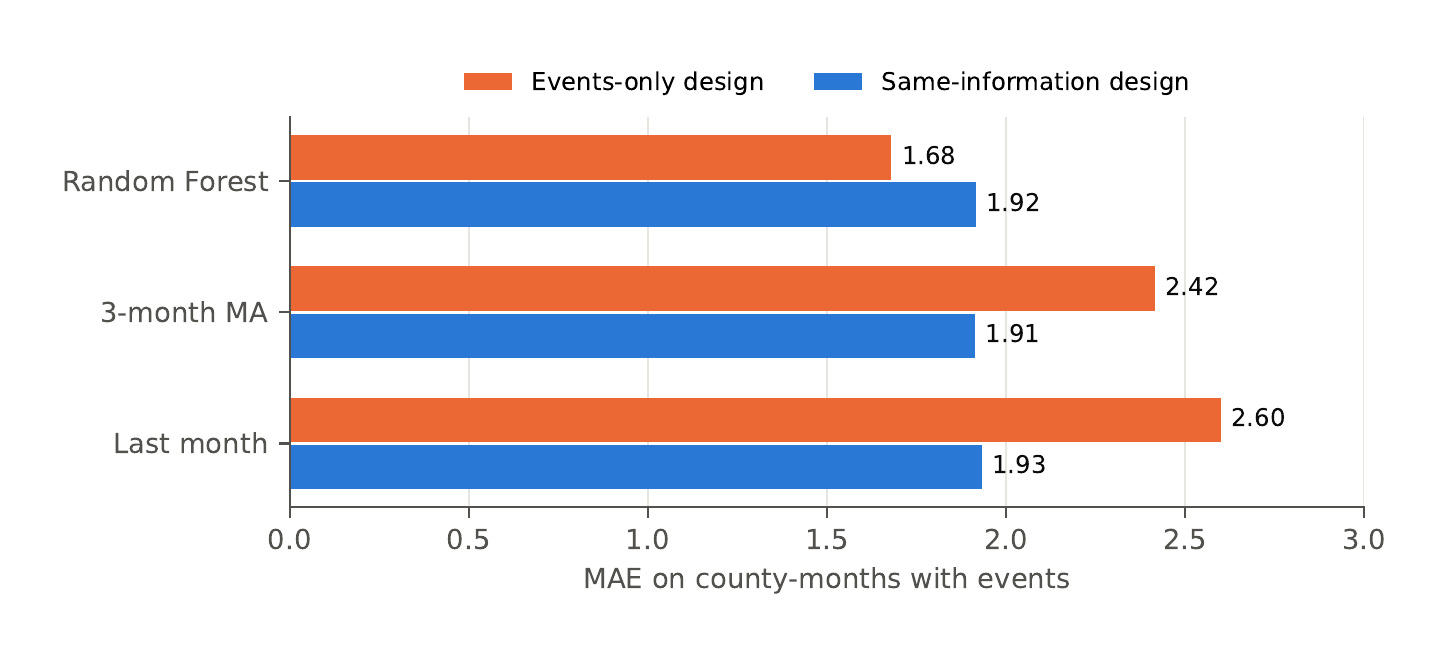 Events-only design Same-information design
Random Forest
1.68
1.92
3-month MA
2.42
1.91
Last month
2.60
1.93
0.0 0.5 1.0 1.5 2.0 2.5 3.0
MAE on county-months with events